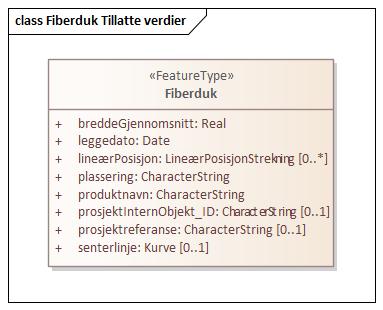 class Fiberduk Tillatte verdier
«FeatureType»
Fiberduk
+ breddeGjennomsnitt: Real
+ leggedato: Date
+ lineærPosisjon: LineærPosisjonStrekning [0..*]
+ plassering: CharacterString
+ produktnavn: CharacterString
+ prosjektInternObjekt_ID: CharacterString [0..1]
+ prosjektreferanse: CharacterString [0..1]
+ senterlinje: Kurve [0..1]